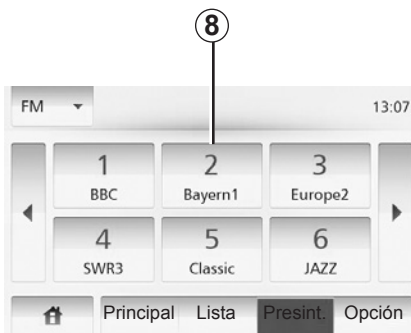 8
FM 13:07
1 2 3
BBC Bayern1 Europe2
4 5 6
SWR3 Classic JAZZ
Principal Lista Presint. Opción